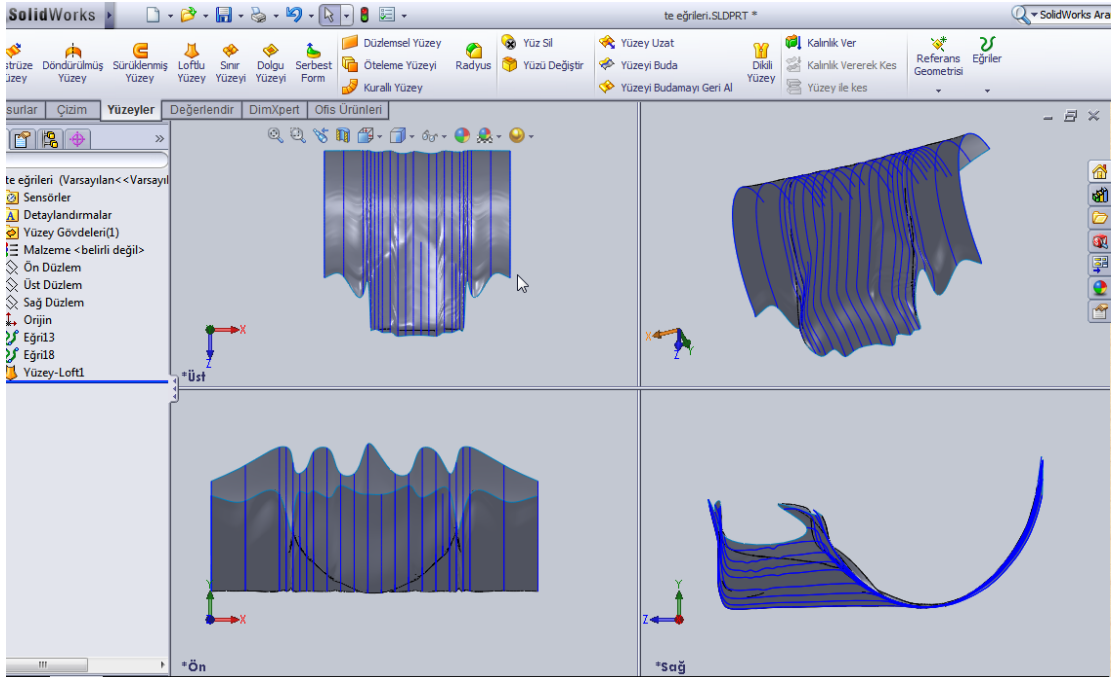 SolidWorks
te eğrileri.SLDPRT *
SolidWorks Ara
Düzlemsel Yüzey
Yüz Sil
Yüzey Uzat
Kalınlık Ver
strüze Döndürülmüş Sürüklenmiş Loftlu Sınır Dolgu Serbest
Öteleme Yüzeyi
Radyus
Yüzü Değiştir
Yüzeyi Buda
Dikili
Kalınlık Vererek Kes
Referans Eğriler
üzey Yüzey Yüzey Yüzey Yüzeyi Yüzeyi Form
Kurallı Yüzey
Yüzeyi Budamayı Geri Al
Yüzey
Yüzey ile kes
Geometrisi
surlar Çizim Yüzeyler Değerlendir DimXpert Ofis Ürünleri
te eğrileri (Varsayılan<<Varsayıl
Sensörler
A Detaylandırmalar
Yüzey Gövdeleri(1)
Malzeme <belirli değil>
Ön Düzlem
Üst Düzlem
Sağ Düzlem
Orijin
Eğri13
Eğri18
Yüzey-Loft1
X
Z
*Üst
X
Z
Y
Y
X
*Ön
Y
Z
*Sağ